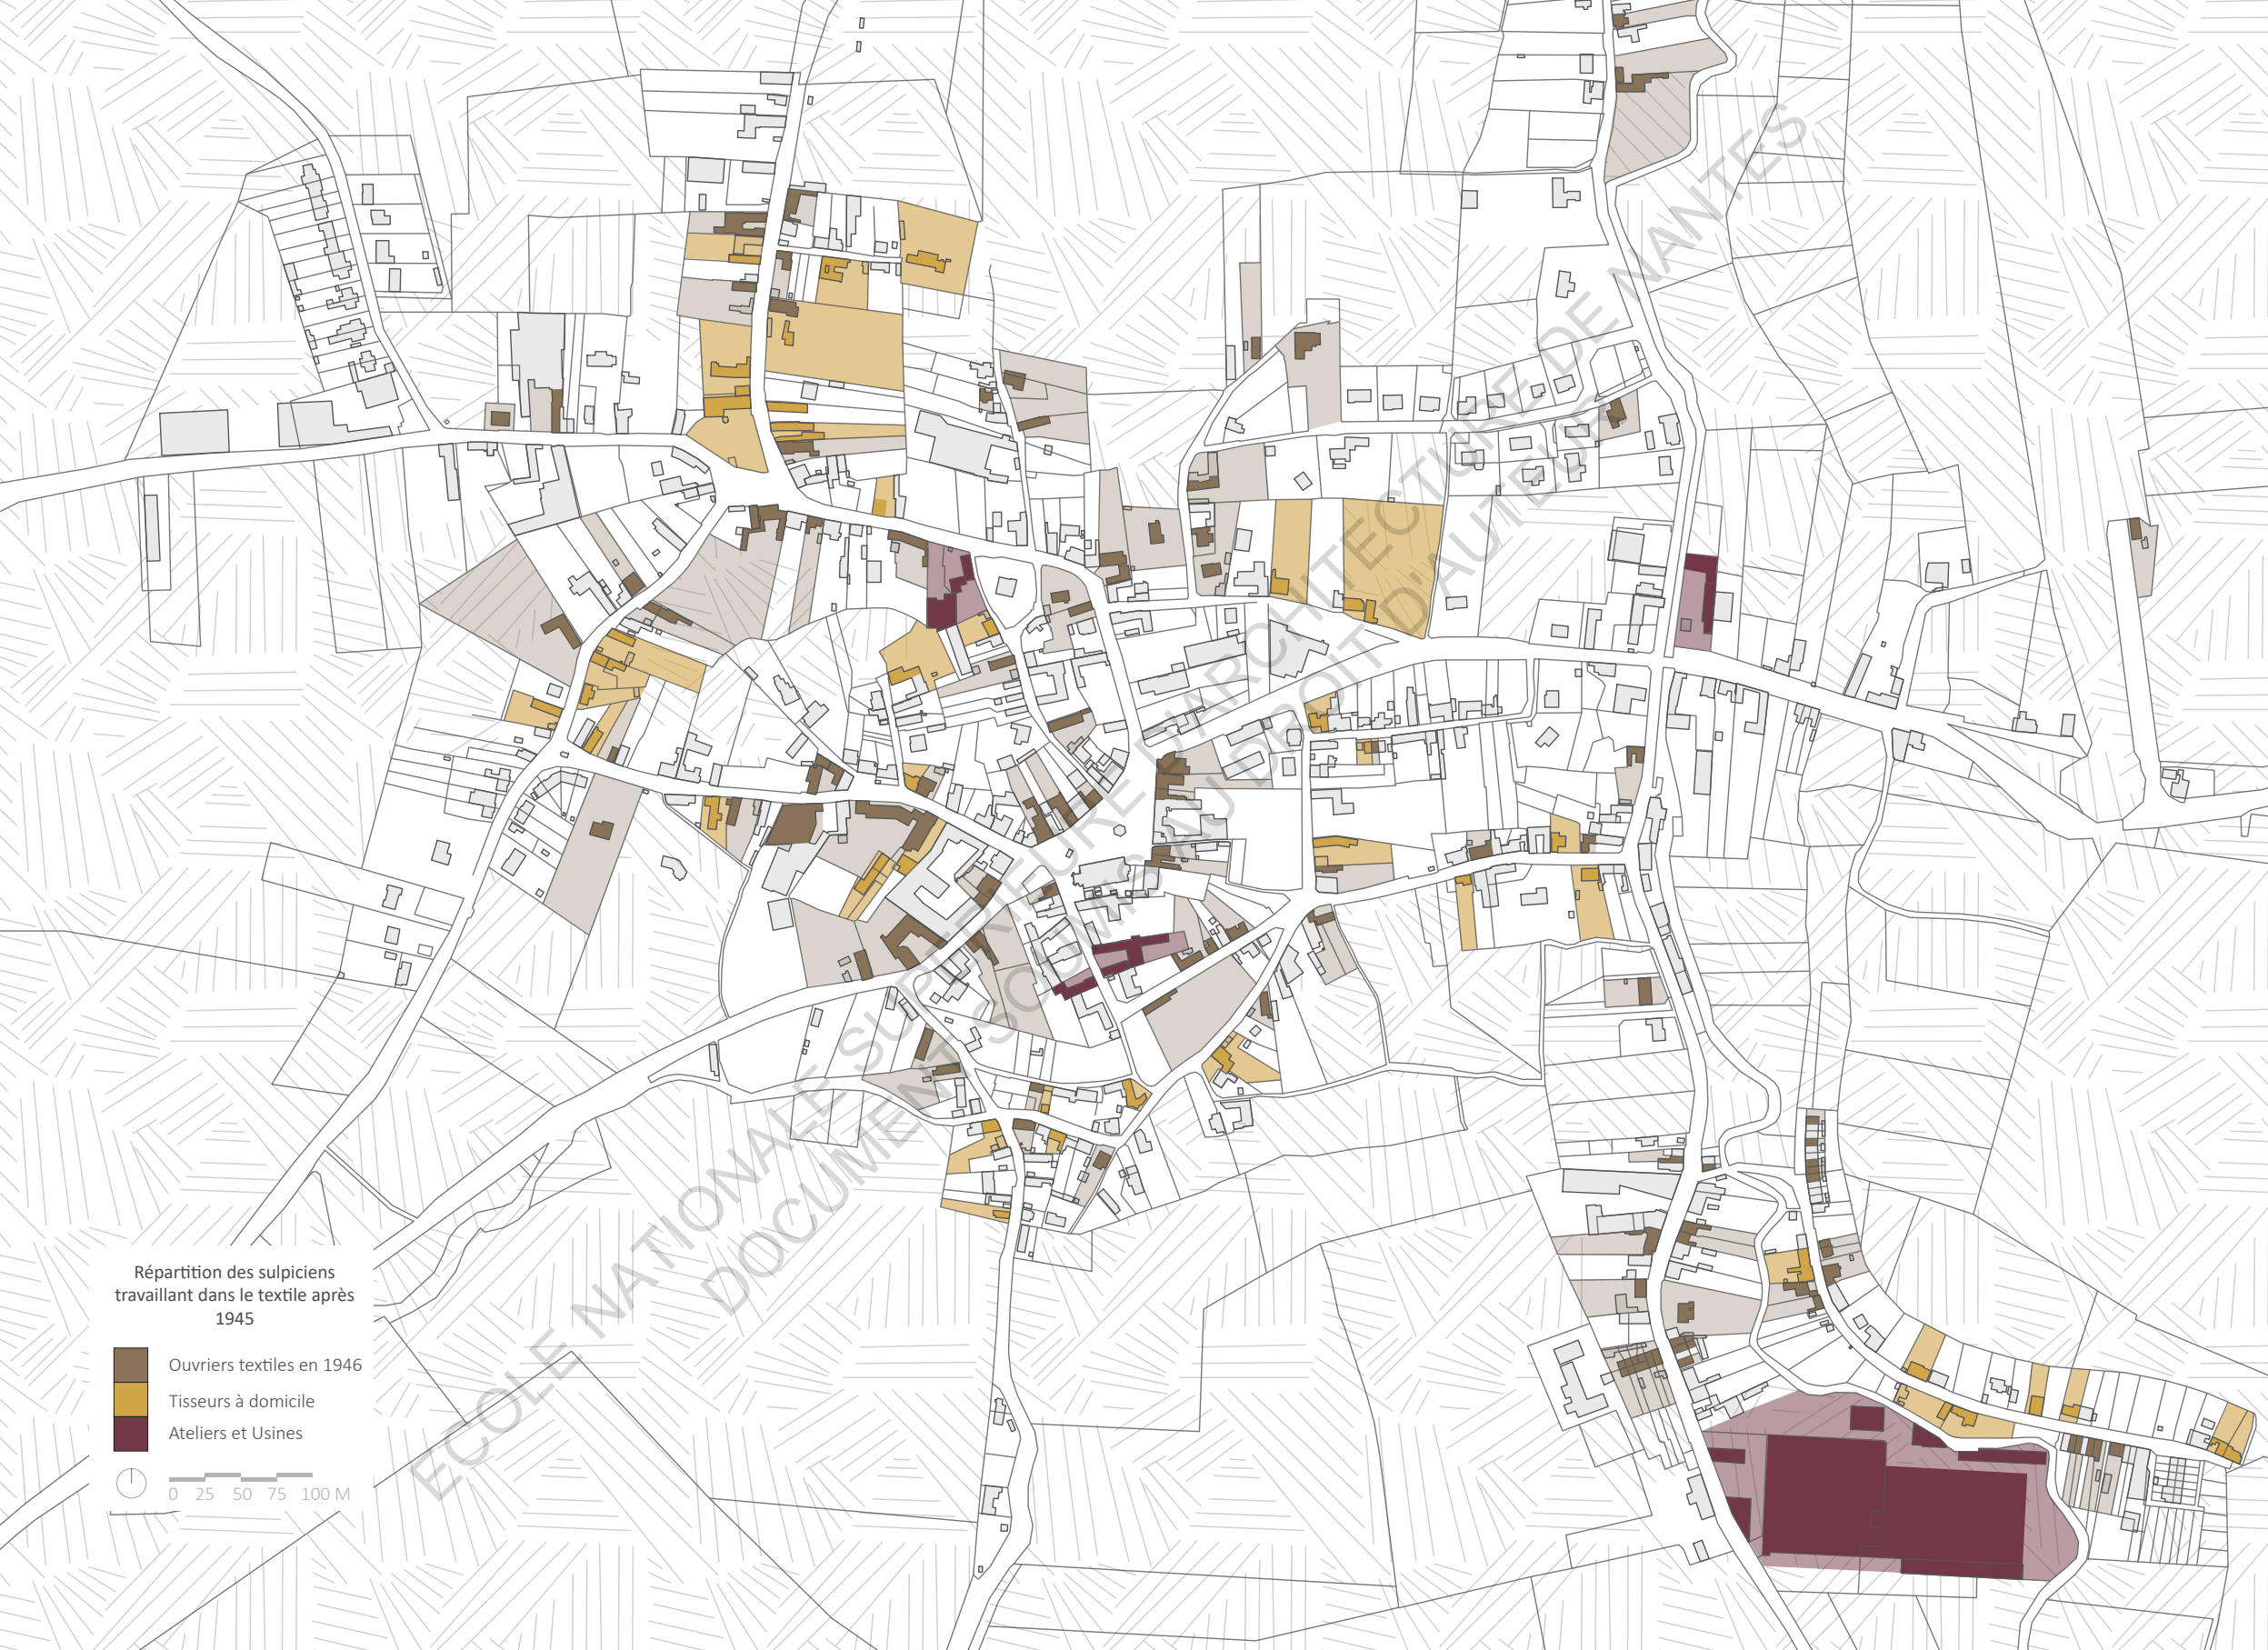 ECOLE NATIONALE SUPERIEURE D'ARCHITECTURE DE NANTES
DOCUMENT SOUMIS AU DROIT D'AUTEUR
Répartition des sulpiciens
travaillant dans le textile après
1945
Ouvriers textiles en 1946
Tisseurs à domicile
Ateliers et Usines
0 25 50 75 100 M